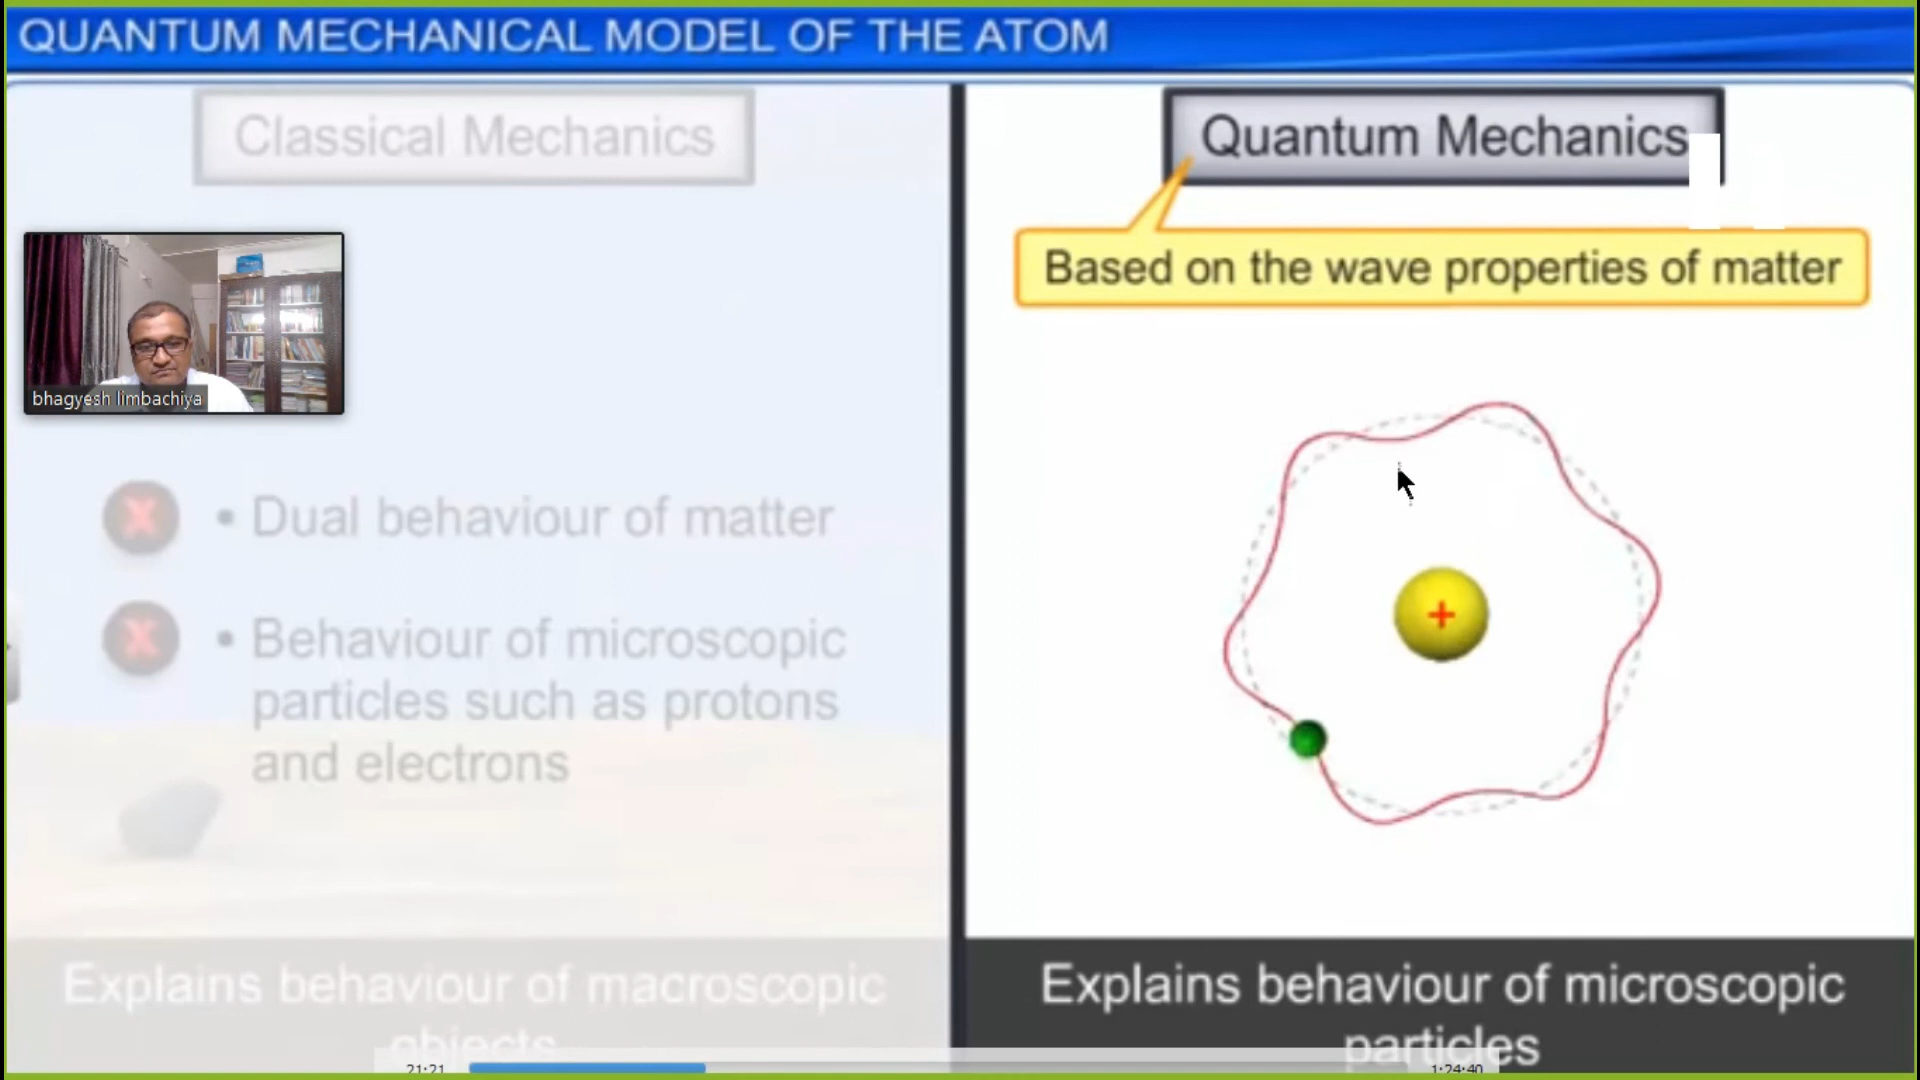 QUANTUM MECHANICAL MODEL OF THE ATOM
Classical Mechanics
bhagyesh limbachiya
X • Dual behaviour of matter
X • Behaviour of microscopic
particles such as protons
and electrons
Explains behaviour of macroscopic
objects
Quantum Mechanics
Based on the wave properties of matter
+
Explains behaviour of microscopic
particles
21:21
1:24:40